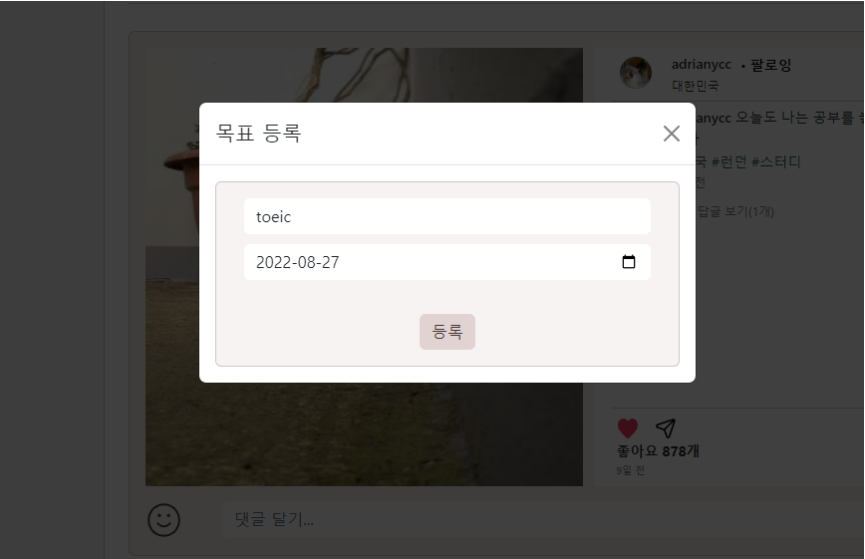 목표 등록
toeic
2022-08-27
등록
adrianycc • 팔로잉
대한민국
anycc 오늘도 나는 공부를
국 #런던 #스터디
전
답글 보기(1개)
좋아요 878개
9일 전
댓글 달기...